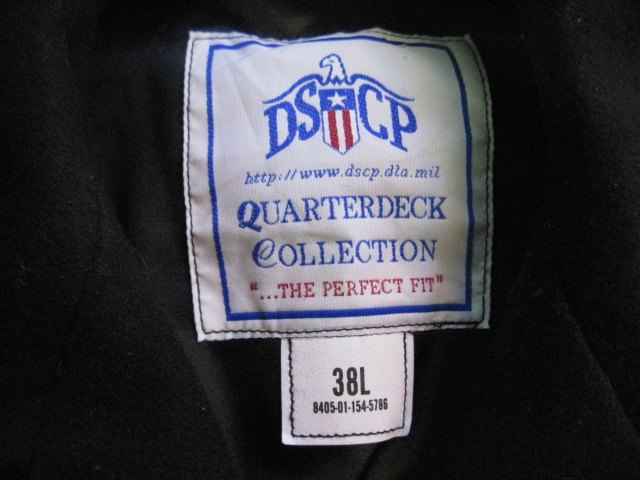 DSCP
http://www.dscp.dla.mil
QUARTERDECK
COLLECTION
"...THE PERFECT FIT"
38L
8405-01-154-5786